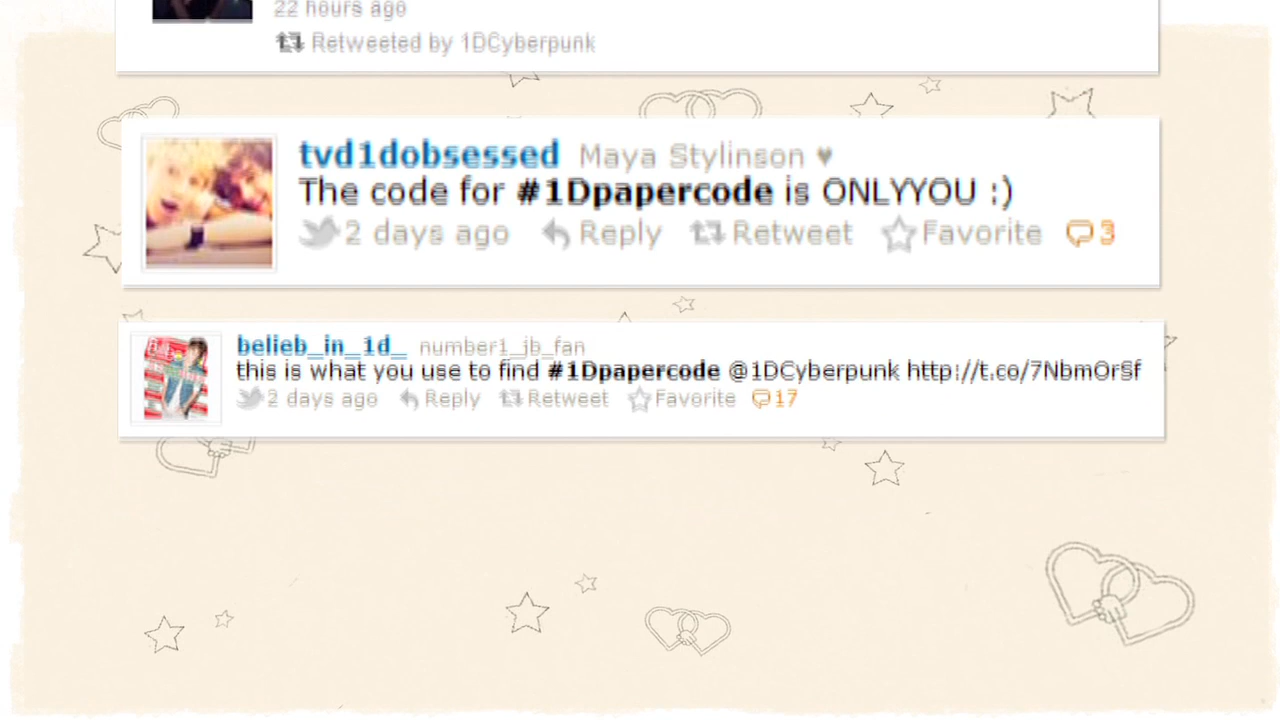 22 hours ago
Retweeted by 1DCyberpunk
tvd1dobsessed Maya Stylinson ♥
The code for #1Dpapercode is ONLYYOU :)
2 days ago Reply Retweet Favorite 3
belieb_in_1d_ number1_jb_fan
this is what you use to find #1Dpapercode @1DCyberpunk http://t.co/7NbmOrSf
2 days ago Reply Retweet Favorite 17